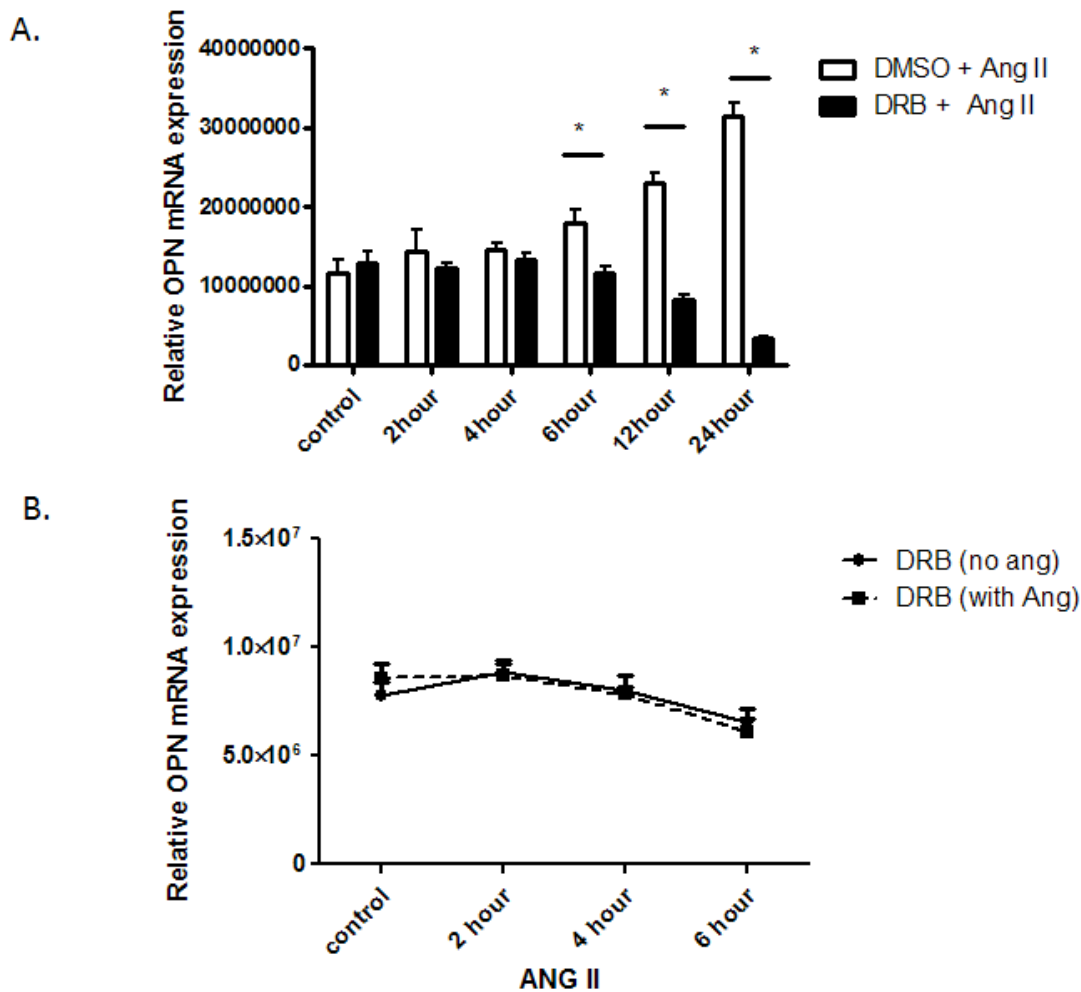 A.
Relative OPN mRNA expression
40000000
30000000
20000000
10000000
0
* * *
control 2hour 4hour 6hour 12hour 24hour
DMSO + Ang II
DRB + Ang II
B.
Relative OPN mRNA expression
1.5×10⁷
1.0×10⁷
5.0×10⁶
0
control 2 hour 4 hour 6 hour
ANG II
DRB (no ang)
DRB (with Ang)